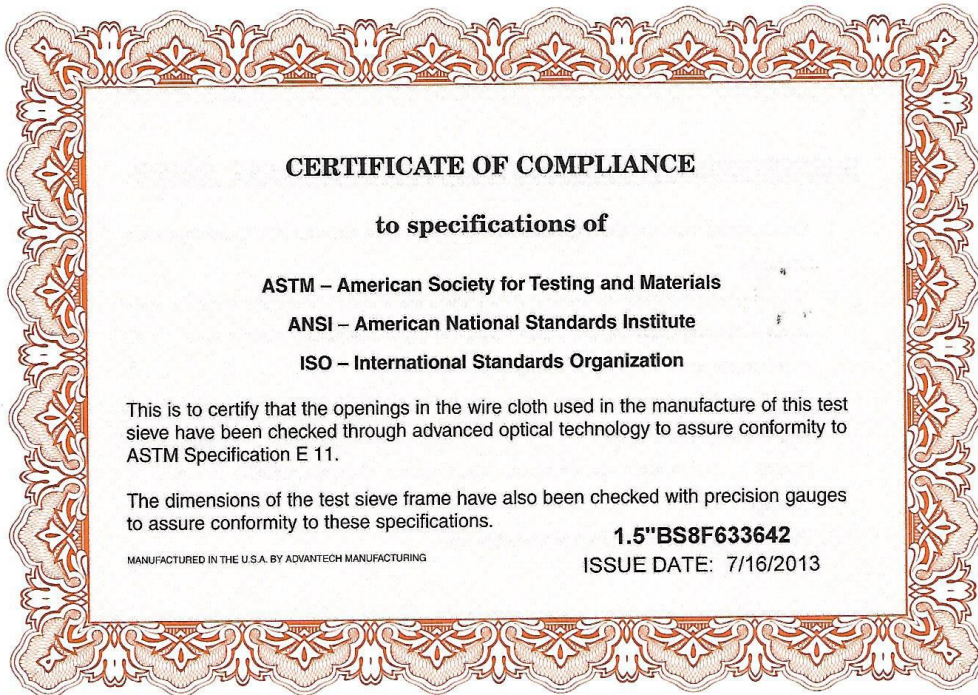 CERTIFICATE OF COMPLIANCE
to specifications of
ASTM – American Society for Testing and Materials
ANSI – American National Standards Institute
ISO – International Standards Organization
This is to certify that the openings in the wire cloth used in the manufacture of this test
sieve have been checked through advanced optical technology to assure conformity to
ASTM Specification E 11.
The dimensions of the test sieve frame have also been checked with precision gauges
to assure conformity to these specifications.
1.5"BS8F633642
MANUFACTURED IN THE U.S.A. BY ADVANTECH MANUFACTURING
ISSUE DATE: 7/16/2013